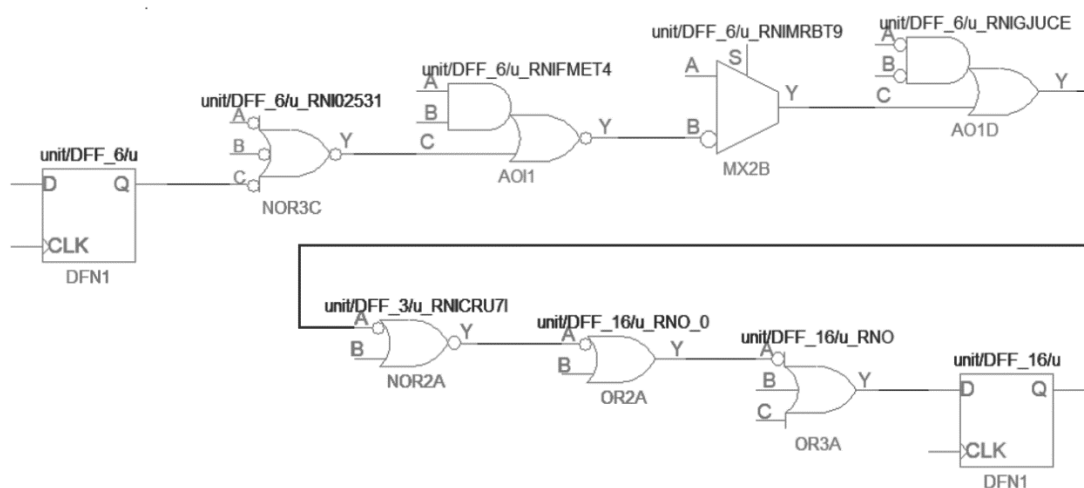 unit/DFF_6/u
D Q
CLK
DFN1
unit/DFF_6/u_RNI02531
A
B
C
Y
NOR3C
unit/DFF_6/u_RNIFMET4
A
B
C
Y
AOI1
unit/DFF_6/u_RNIMRBT9
S
A
B
Y
MX2B
unit/DFF_6/u_RNIGJUCE
A
B
C
Y
AO1D
unit/DFF_3/u_RNICRU7I
A
B
Y
NOR2A
unit/DFF_16/u_RNO_0
A
B
Y
OR2A
unit/DFF_16/u_RNO
A
B
C
Y
OR3A
unit/DFF_16/u
D Q
CLK
DFN1